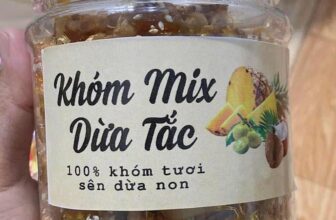 Khóm Mix
Dừa Tắc
100% khóm tươi
sên dừa non